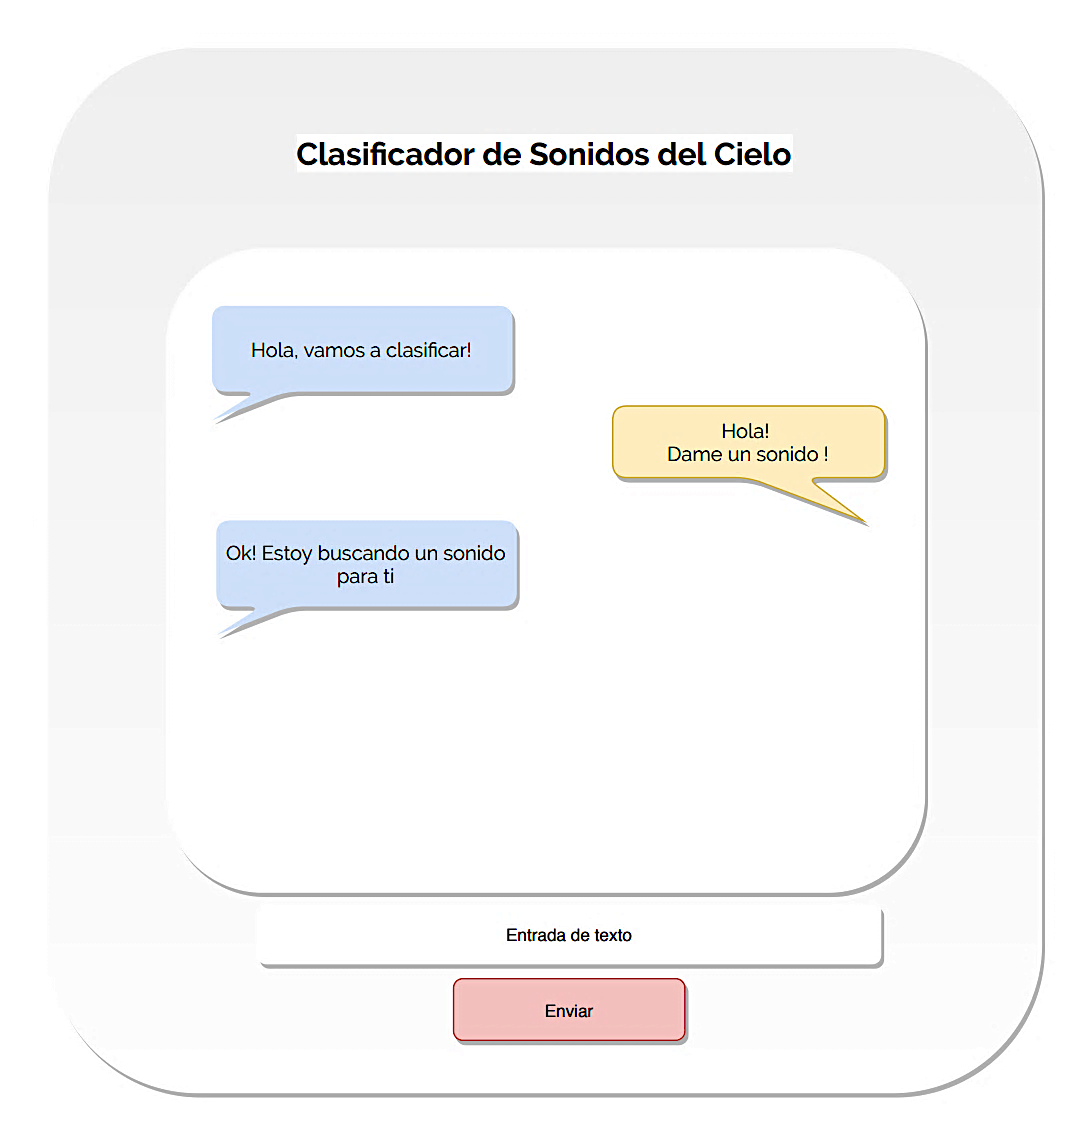 Clasificador de Sonidos del Cielo
Hola, vamos a clasificar!
Hola!
Dame un sonido !
Ok! Estoy buscando un sonido
para ti
Entrada de texto
Enviar